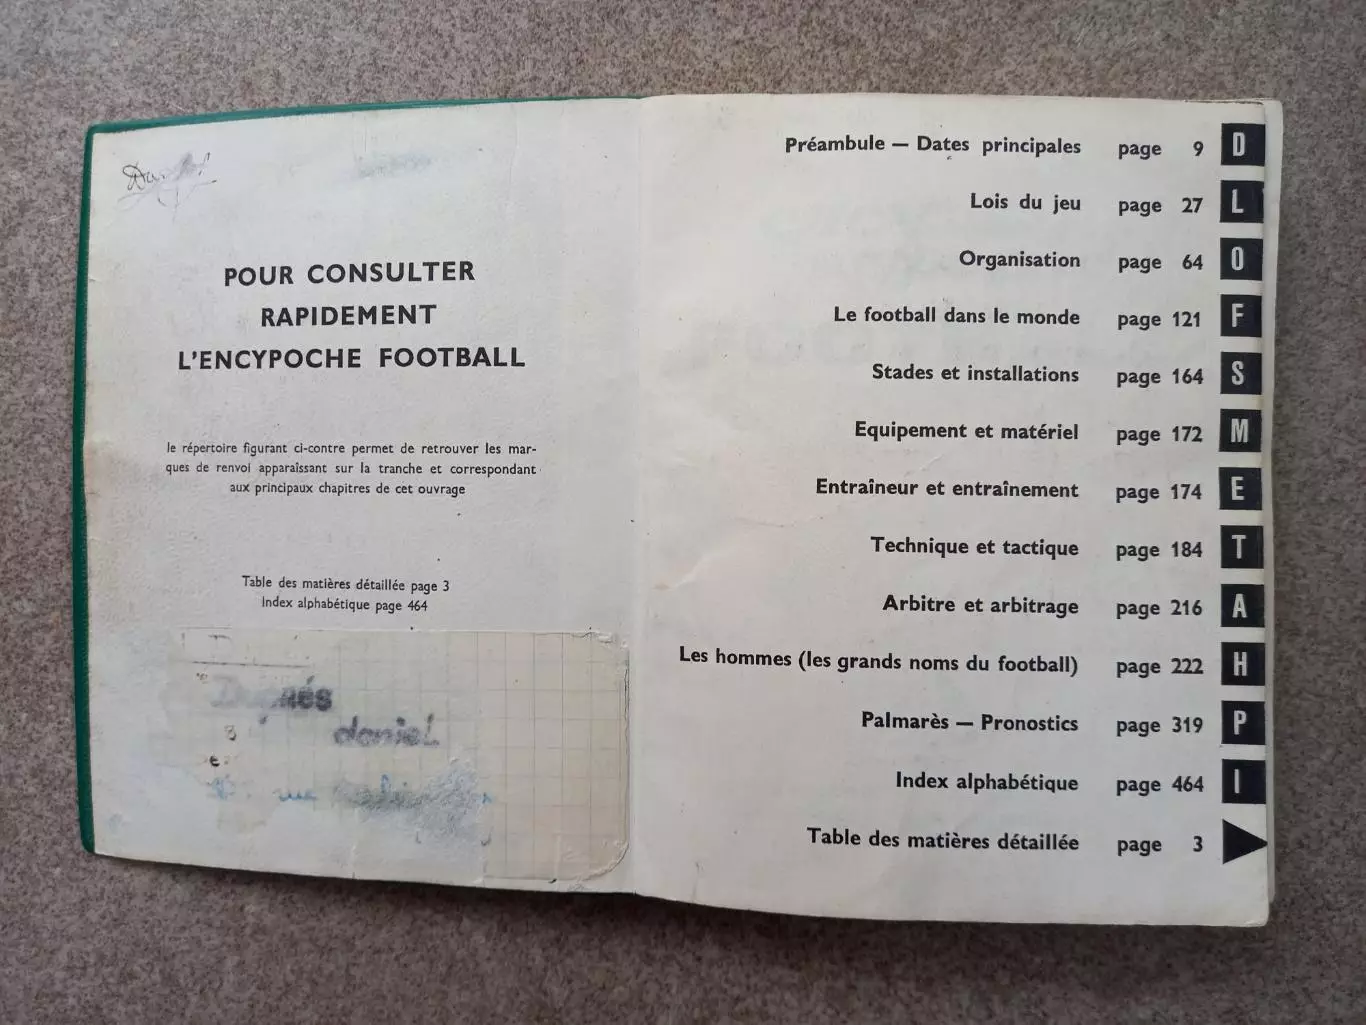 POUR CONSULTER
RAPIDEMENT
L'ENCYPOCHE FOOTBALL
le répertoire figurant ci-contre permet de retrouver les mar-
ques de renvoi apparaîssant sur la tranche et correspondant
aux principaux chapitres de cet ouvrage
Table des matières détaillée page 3
Index alphabétique page 464
daniel
rue
Préambule — Dates principales page 9 D
Lois du jeu page 27 L
Organisation page 64 O
Le football dans le monde page 121 F
Stades et installations page 164 S
Equipement et matériel page 172 M
Entraîneur et entraînement page 174 E
Technique et tactique page 184 T
Arbitre et arbitrage page 216 A
Les hommes (les grands noms du football) page 222 H
Palmarès — Pronostics page 319 P
Index alphabétique page 464 I
Table des matières détaillée page 3